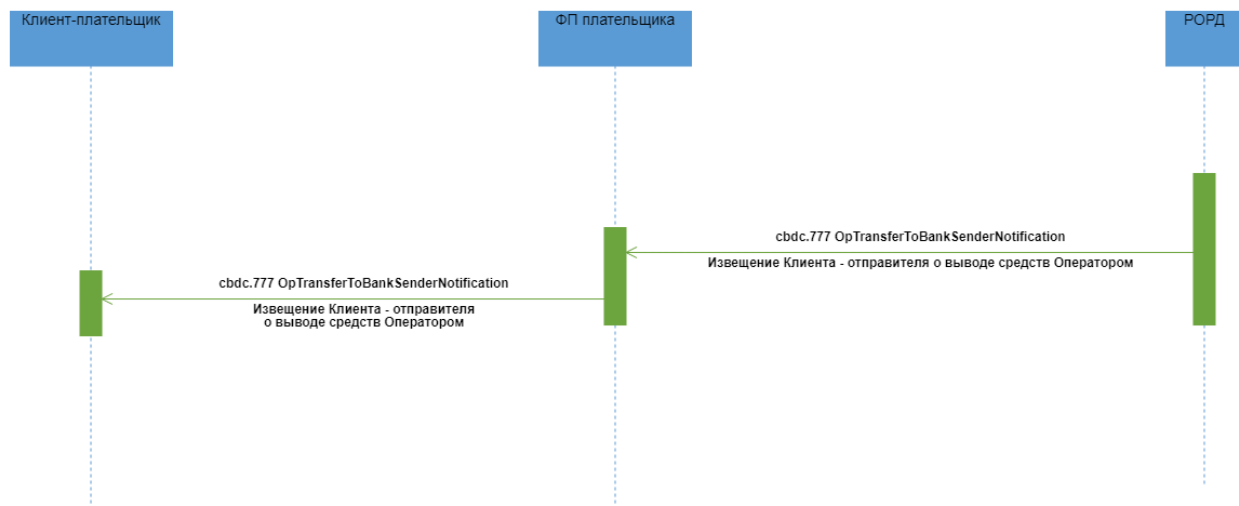 Клиент-плательщик
ФП плательщика
РОРД
cbdc.777 OpTransferToBankSenderNotification
Извещение Клиента - отправителя о выводе средств Оператором
cbdc.777 OpTransferToBankSenderNotification
Извещение Клиента - отправителя
о выводе средств Оператором